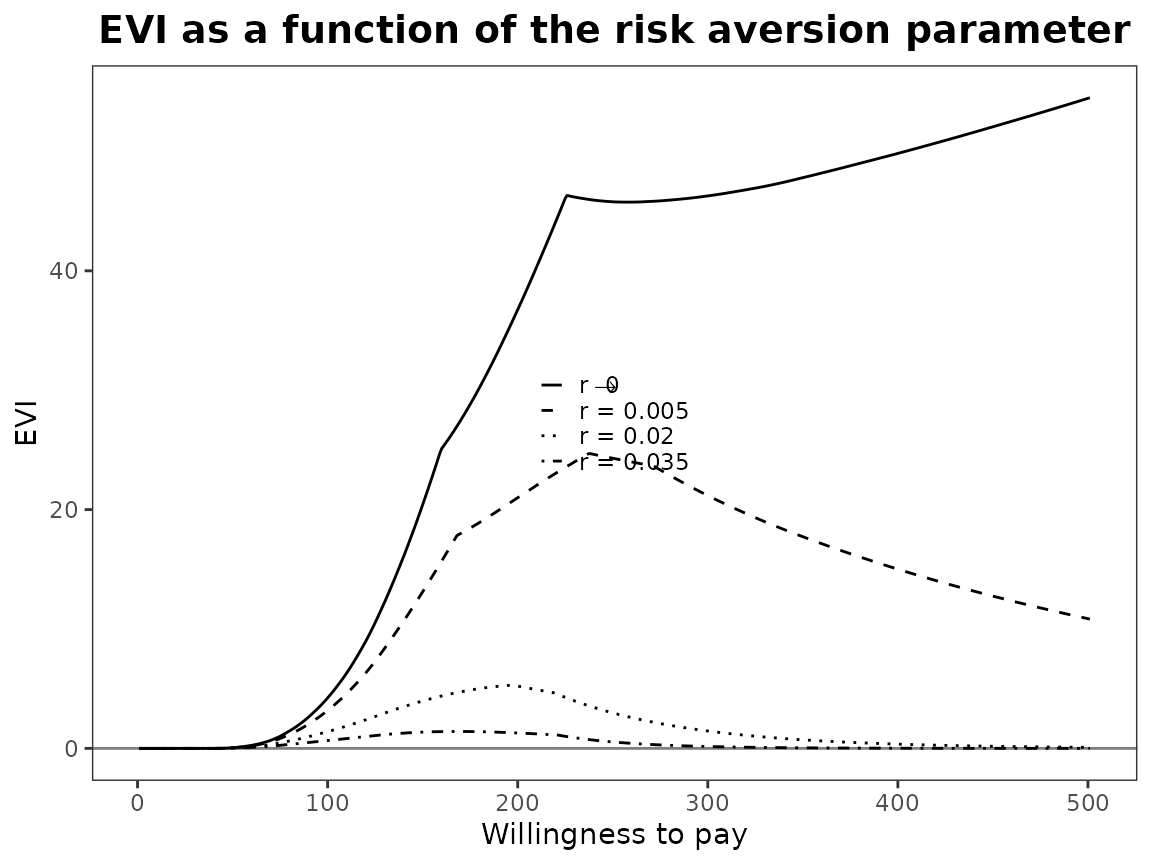 EVI as a function of the risk aversion parameter
EVI
40
20
0
r → 0
r = 0.005
r = 0.02
r = 0.035
0 100 200 300 400 500
Willingness to pay